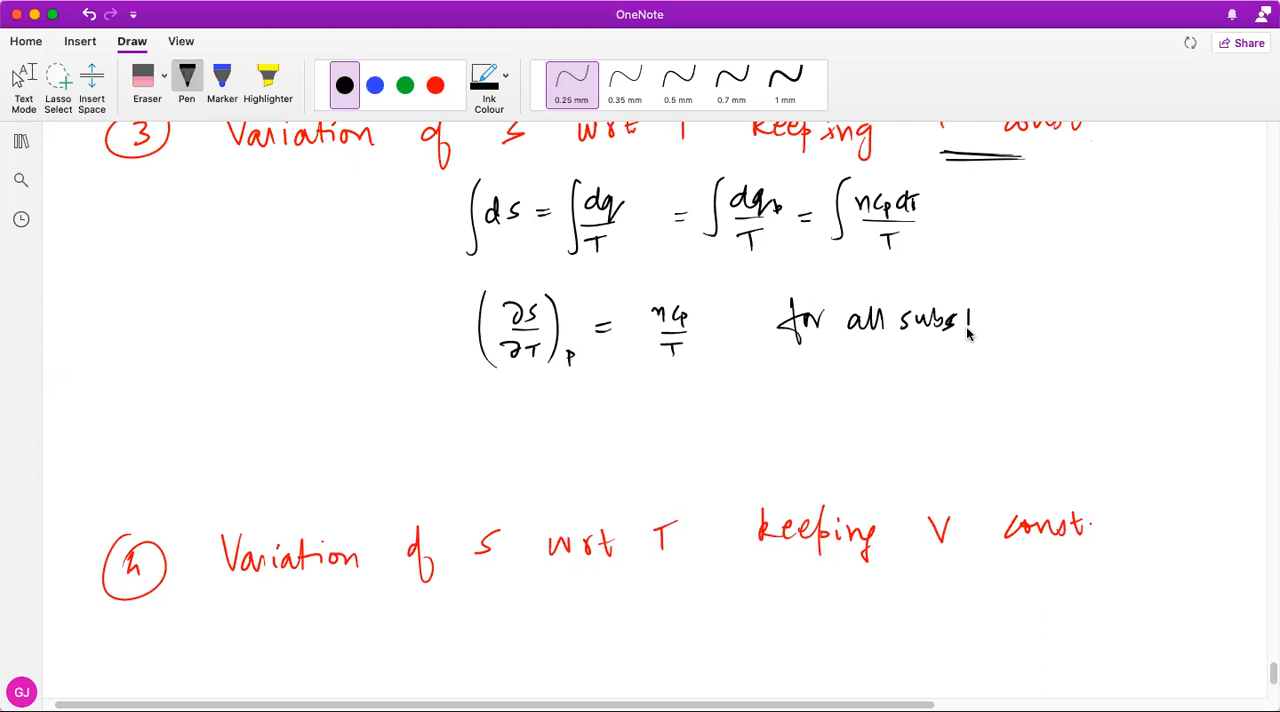 OneNote
Home Insert Draw View
Share
Text Mode
Lasso Select
Insert Space
Eraser
Pen
Marker
Highlighter
0.25 mm
0.35 mm
0.5 mm
0.7 mm
1 mm
Ink Colour
③ Variation of S wrt T keeping P const
∫ds = ∫dq/T = ∫dqp/T = ∫nCpdT/T
(∂S/∂T)p = nCp/T for all subs
④ Variation of S wrt T keeping V const.
GJ